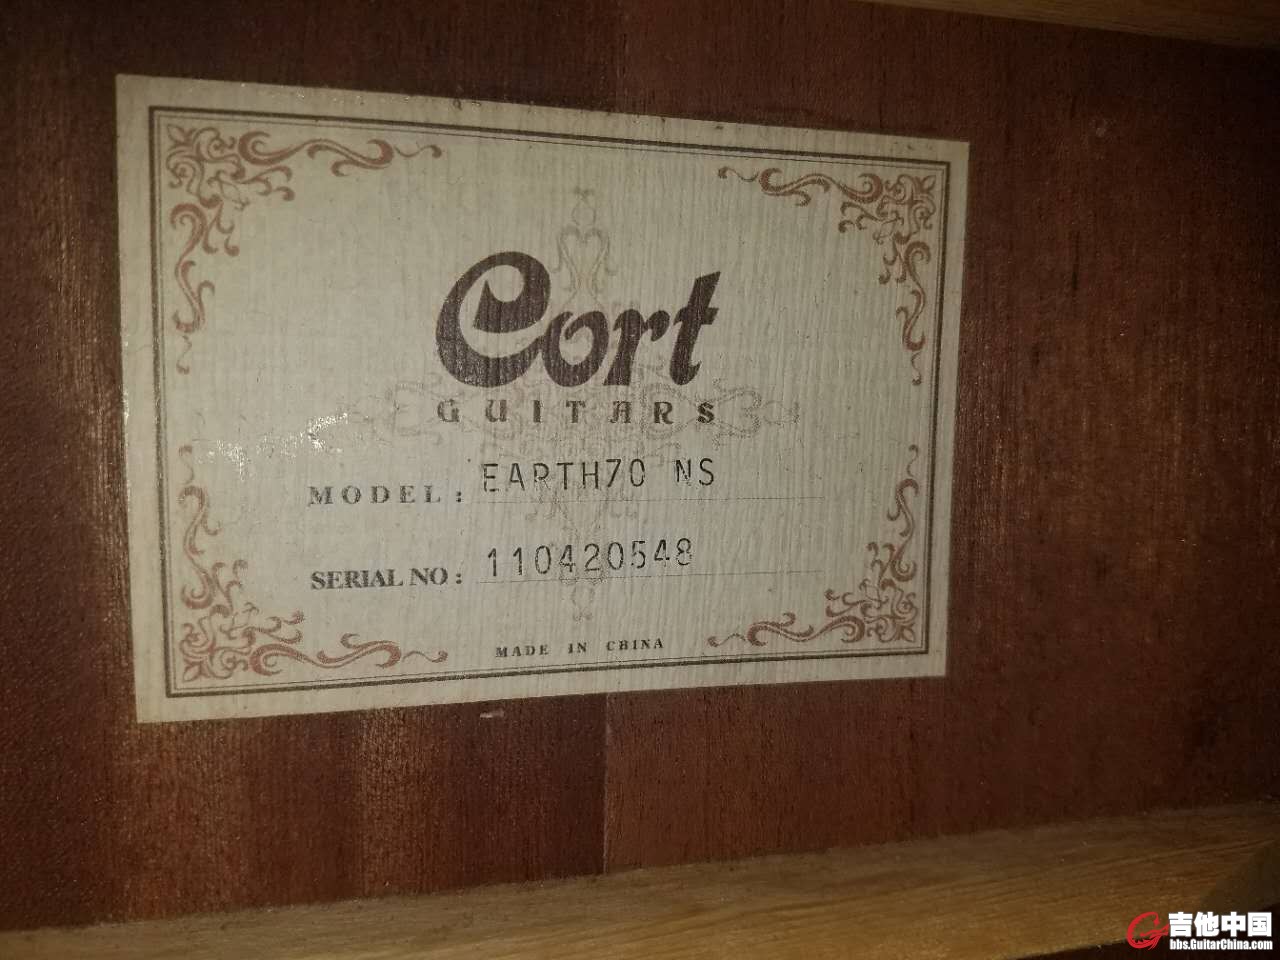 Cort
GUITARS
MODEL: EARTH70 NS
SERIAL NO: 110420548
MADE IN CHINA
吉他中国
bbs.GuitarChina.com